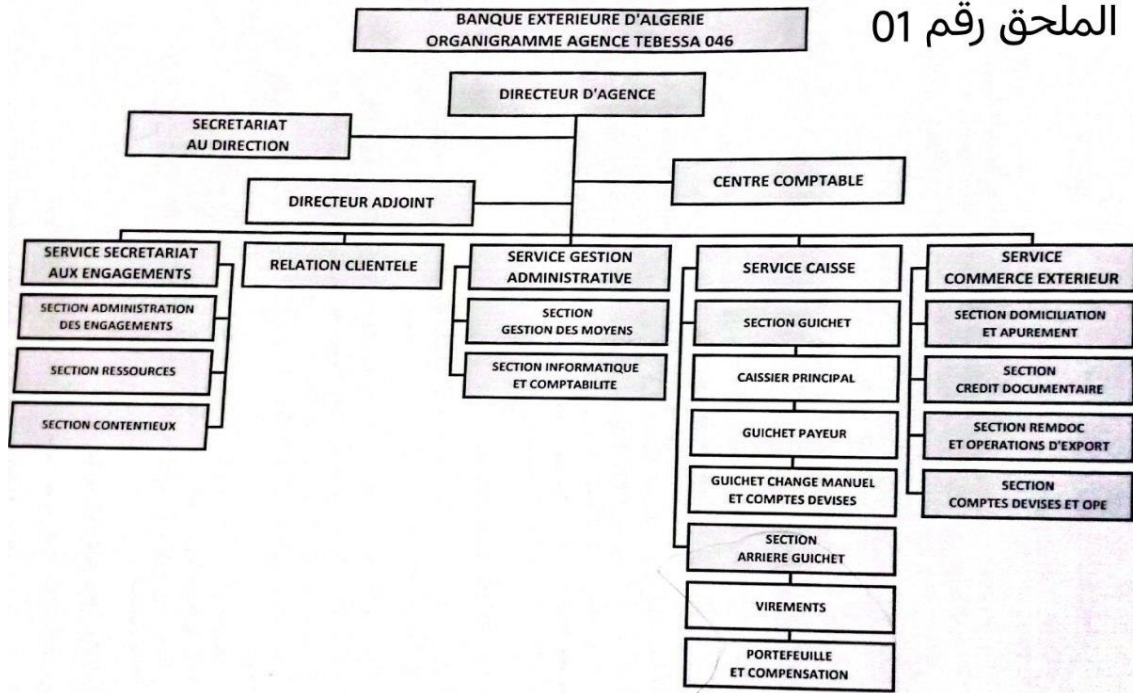 الملحق رقم 01
BANQUE EXTERIEURE D'ALGERIE
ORGANIGRAMME AGENCE TEBESSA 046
DIRECTEUR D'AGENCE
SECRETARIAT
AU DIRECTION
CENTRE COMPTABLE
DIRECTEUR ADJOINT
SERVICE SECRETARIAT
AUX ENGAGEMENTS
SECTION ADMINISTRATION
DES ENGAGEMENTS
SECTION RESSOURCES
SECTION CONTENTIEUX
RELATION CLIENTELE
SERVICE GESTION
ADMINISTRATIVE
SECTION
GESTION DES MOYENS
SECTION INFORMATIQUE
ET COMPTABILITE
SERVICE CAISSE
SECTION GUICHET
CAISSIER PRINCIPAL
GUICHET PAYEUR
GUICHET CHANGE MANUEL
ET COMPTES DEVISES
SECTION
ARRIERE GUICHET
VIREMENTS
PORTEFEUILLE
ET COMPENSATION
SERVICE
COMMERCE EXTERIEUR
SECTION DOMICILIATION
ET APUREMENT
SECTION
CREDIT DOCUMENTAIRE
SECTION REMDOC
ET OPERATIONS D'EXPORT
SECTION
COMPTES DEVISES ET OPE